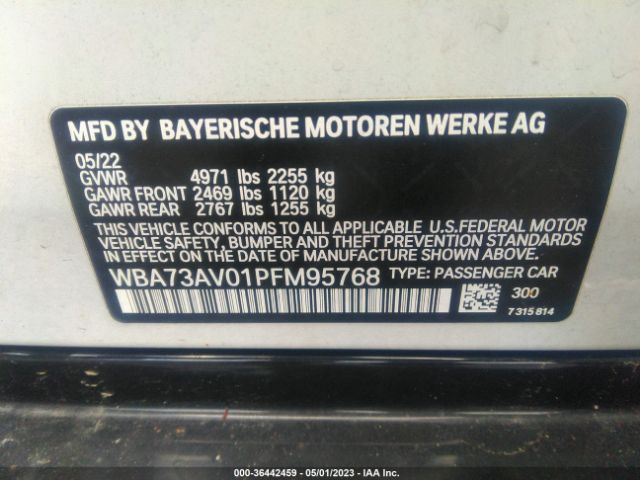 MFD BY BAYERISCHE MOTOREN WERKE AG
05/22
GVWR 4971 lbs 2255 kg
GAWR FRONT 2469 lbs 1120 kg
GAWR REAR 2767 lbs 1255 kg
THIS VEHICLE CONFORMS TO ALL APPLICABLE U.S.FEDERAL MOTOR
VEHICLE SAFETY, BUMPER AND THEFT PREVENTION STANDARDS IN
EFFECT ON THE DATE OF MANUFACTURE SHOWN ABOVE.
WBA73AV01PFM95768 TYPE: PASSENGER CAR
300
7315814
000-36442459 - 05/01/2023 - IAA Inc.